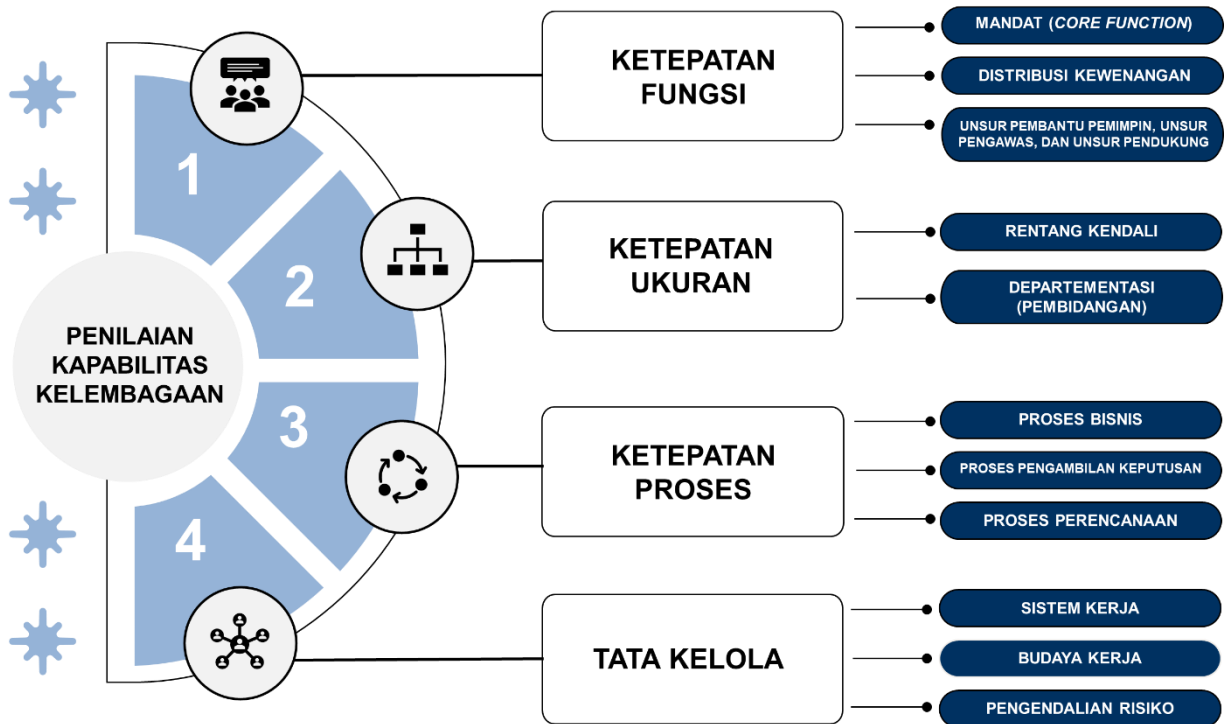 PENILAIAN
KAPABILITAS
KELEMBAGAAN
1
KETEPATAN
FUNGSI
MANDAT (CORE FUNCTION)
DISTRIBUSI KEWENANGAN
UNSUR PEMBANTU PEMIMPIN, UNSUR
PENGAWAS, DAN UNSUR PENDUKUNG
2
KETEPATAN
UKURAN
RENTANG KENDALI
DEPARTEMENTASI
(PEMBIDANGAN)
3
KETEPATAN
PROSES
PROSES BISNIS
PROSES PENGAMBILAN KEPUTUSAN
PROSES PERENCANAAN
4
TATA KELOLA
SISTEM KERJA
BUDAYA KERJA
PENGENDALIAN RISIKO